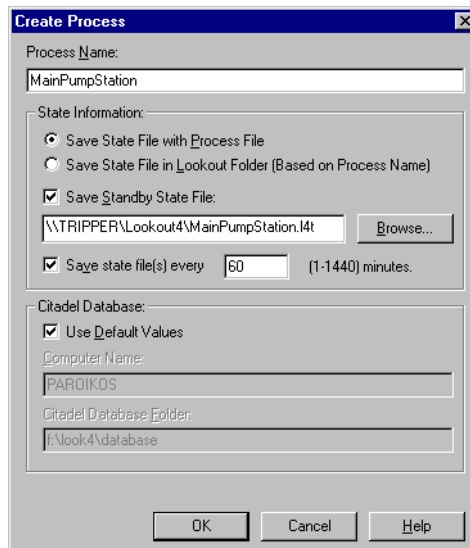 Create Process
Process Name:
MainPumpStation
State Information:
Save State File with Process File
Save State File in Lookout Folder (Based on Process Name)
Save Standby State File:
\\TRIPPER\Lookout4\MainPumpStation.l4t
Browse...
Save state file(s) every 60 (1-1440) minutes.
Citadel Database:
Use Default Values
Computer Name:
PAROIKOS
Citadel Database Folder:
f:\look4\database
OK Cancel Help